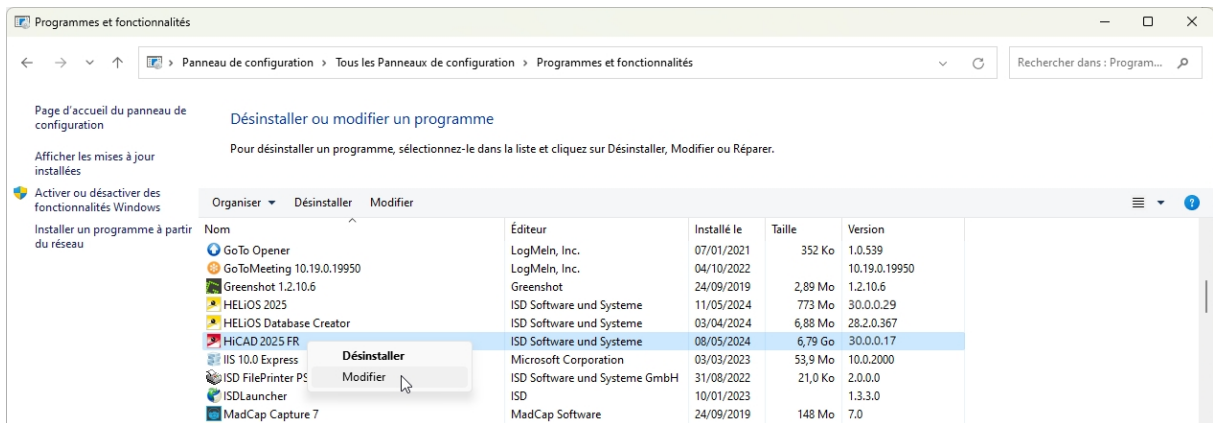 Programmes et fonctionnalités
Panneau de configuration > Tous les Panneaux de configuration > Programmes et fonctionnalités
Rechercher dans : Program...
Page d'accueil du panneau de
configuration
Afficher les mises à jour
installées
Activer ou désactiver des
fonctionnalités Windows
Installer un programme à partir
du réseau
Désinstaller ou modifier un programme
Pour désinstaller un programme, sélectionnez-le dans la liste et cliquez sur Désinstaller, Modifier ou Réparer.
Organiser Désinstaller Modifier
Nom Éditeur Installé le Taille Version
GoTo Opener LogMeIn, Inc. 07/01/2021 352 Ko 1.0.539
GoToMeeting 10.19.0.19950 LogMeIn, Inc. 04/10/2022 10.19.0.19950
Greenshot 1.2.10.6 Greenshot 24/09/2019 2,89 Mo 1.2.10.6
HELiOS 2025 ISD Software und Systeme 11/05/2024 773 Mo 30.0.0.29
HELiOS Database Creator ISD Software und Systeme 03/04/2024 6,88 Mo 28.2.0.367
HiCAD 2025 FR ISD Software und Systeme 08/05/2024 6,79 Go 30.0.0.17
IIS 10.0 Express Microsoft Corporation 03/03/2023 53,9 Mo 10.0.2000
ISD FilePrinter PS ISD Software und Systeme GmbH 31/08/2022 21,0 Ko 2.0.0.0
ISDLauncher ISD 10/01/2023 1.3.3.0
MadCap Capture 7 MadCap Software 24/09/2019 148 Mo 7.0
Désinstaller
Modifier